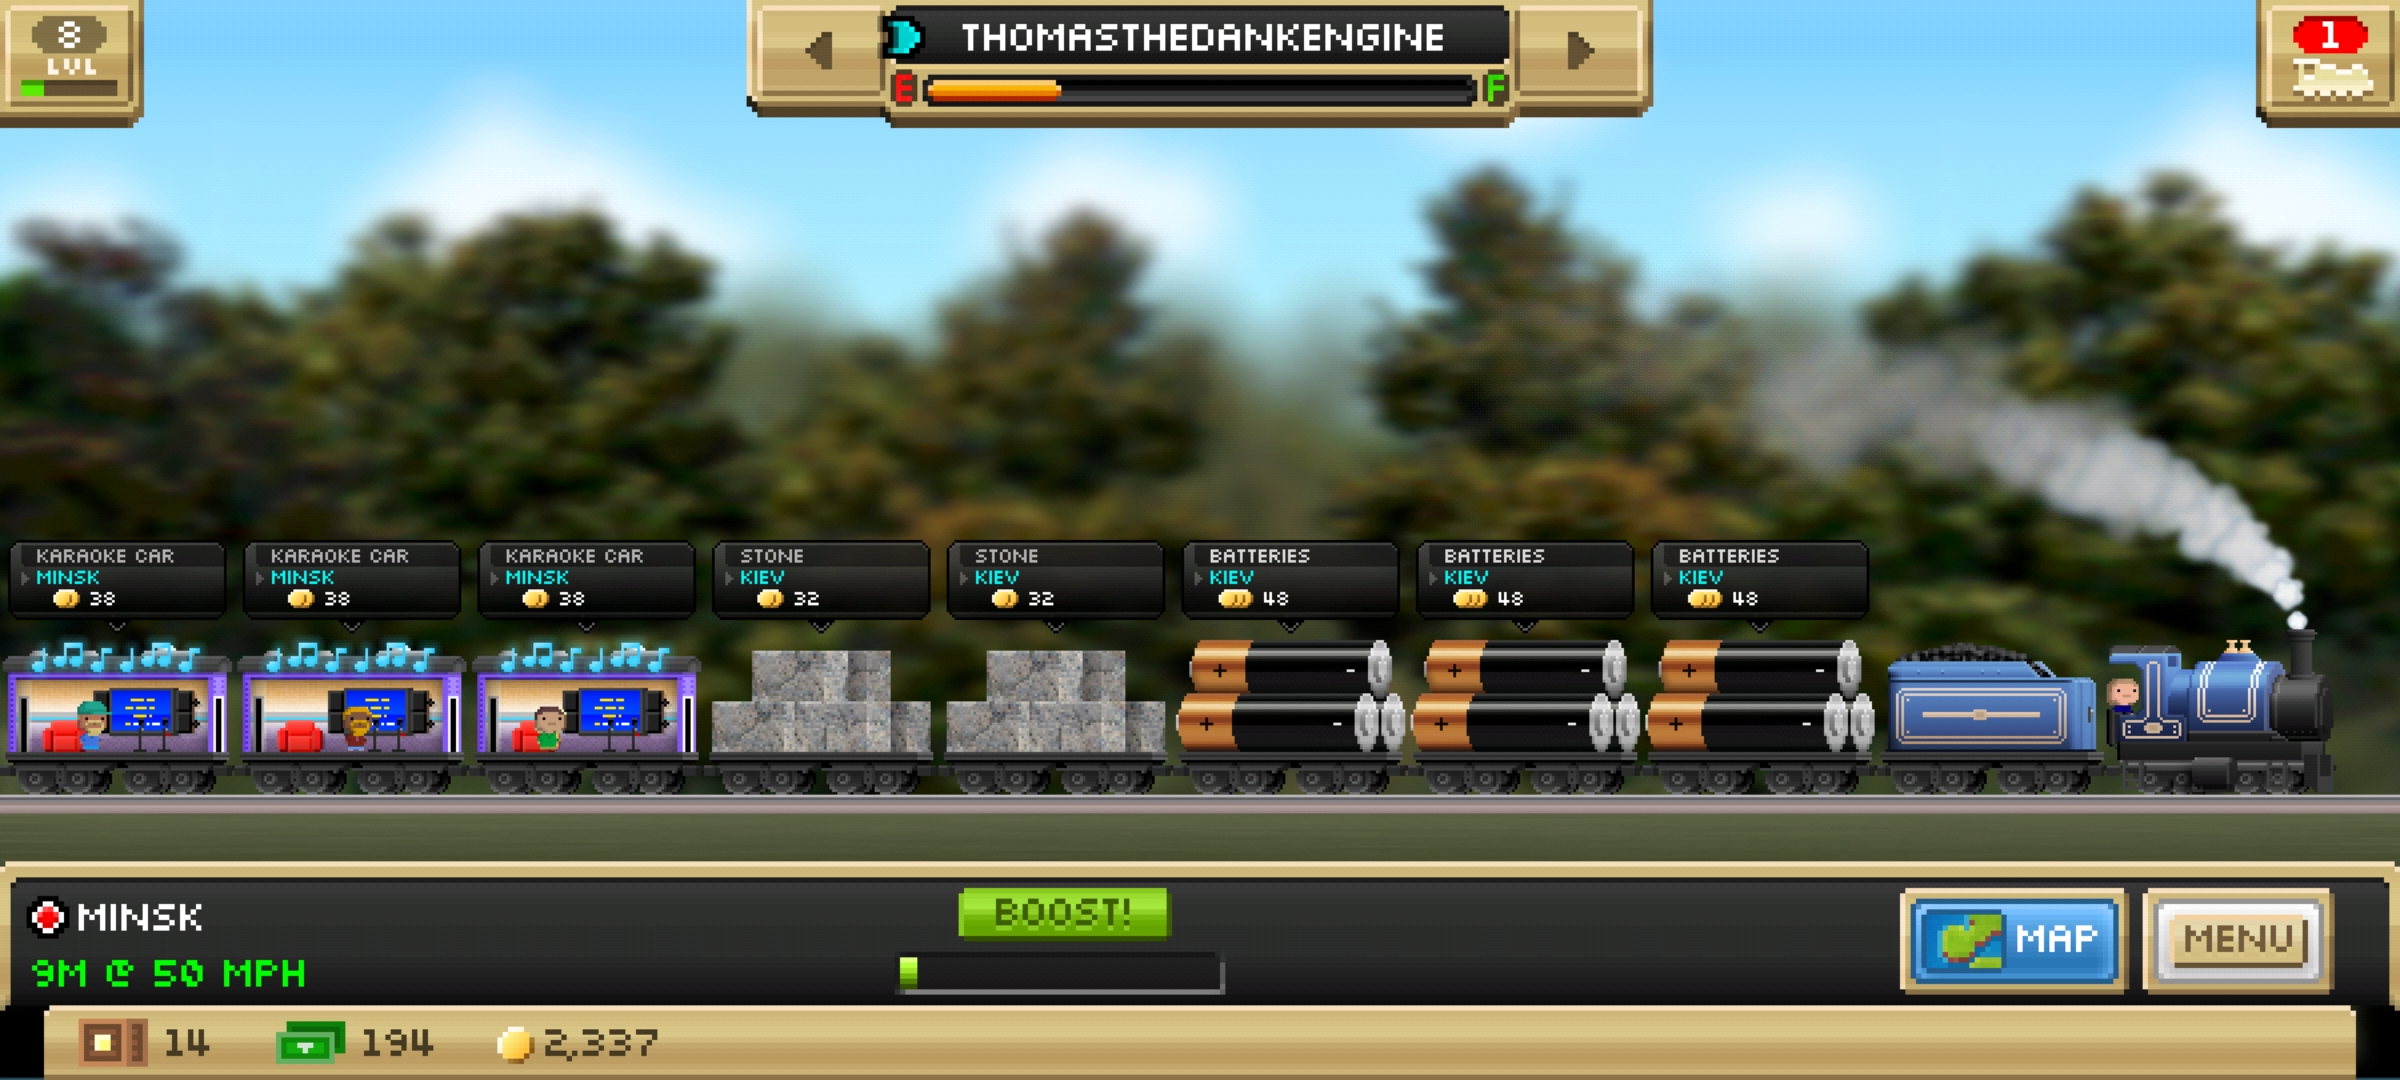 8
LVL
THOMASTHEDANKENGINE
E F
1
KARAOKE CAR
MINSK
38
KARAOKE CAR
MINSK
38
KARAOKE CAR
MINSK
38
STONE
KIEV
32
STONE
KIEV
32
BATTERIES
KIEV
48
BATTERIES
KIEV
48
BATTERIES
KIEV
48
+ -
+ -
+ -
+ -
+ -
+ -
MINSK
9M @ 50 MPH
BOOST!
MAP
MENU
14
194
2,337